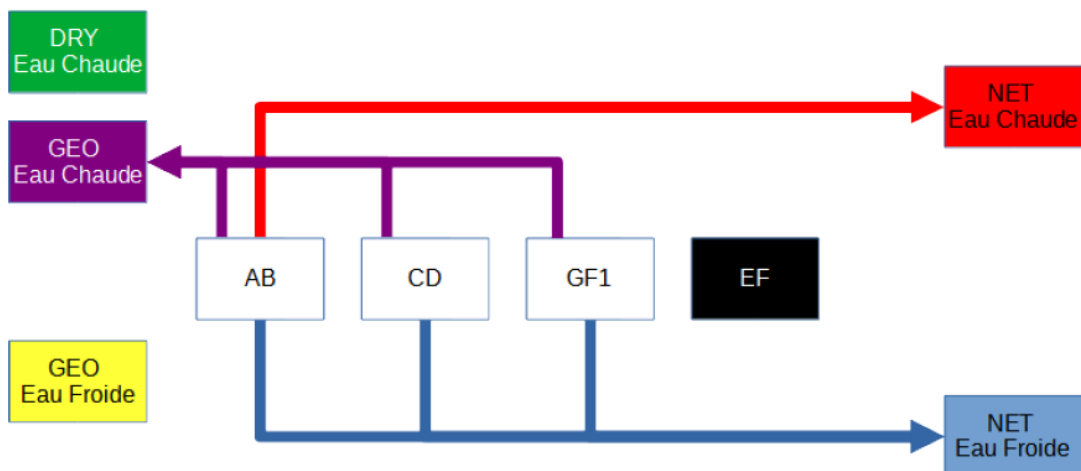 DRY
Eau Chaude
NET
Eau Chaude
GEO
Eau Chaude
AB
CD
GF1
EF
GEO
Eau Froide
NET
Eau Froide